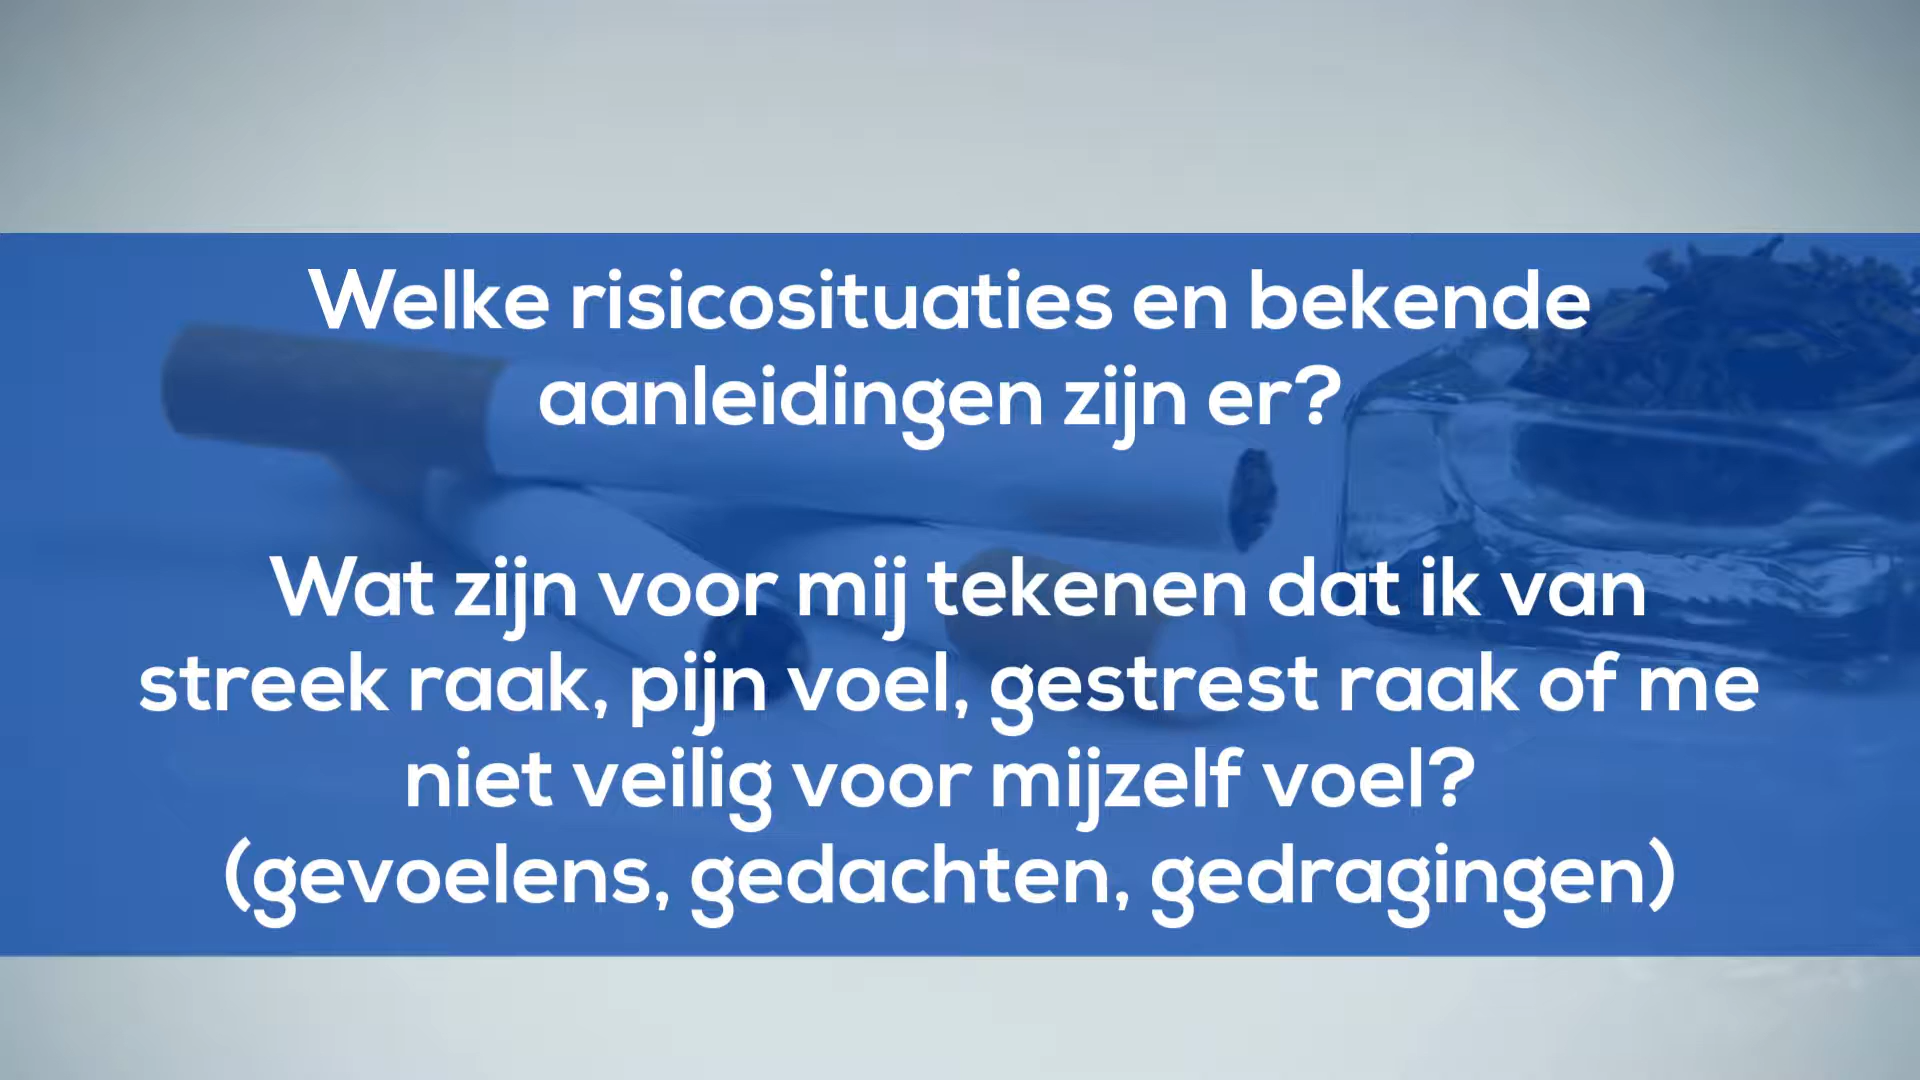 Welke risicosituaties en bekende
aanleidingen zijn er?
Wat zijn voor mij tekenen dat ik van
streek raak, pijn voel, gestrest raak of me
niet veilig voor mijzelf voel?
(gevoelens, gedachten, gedragingen)